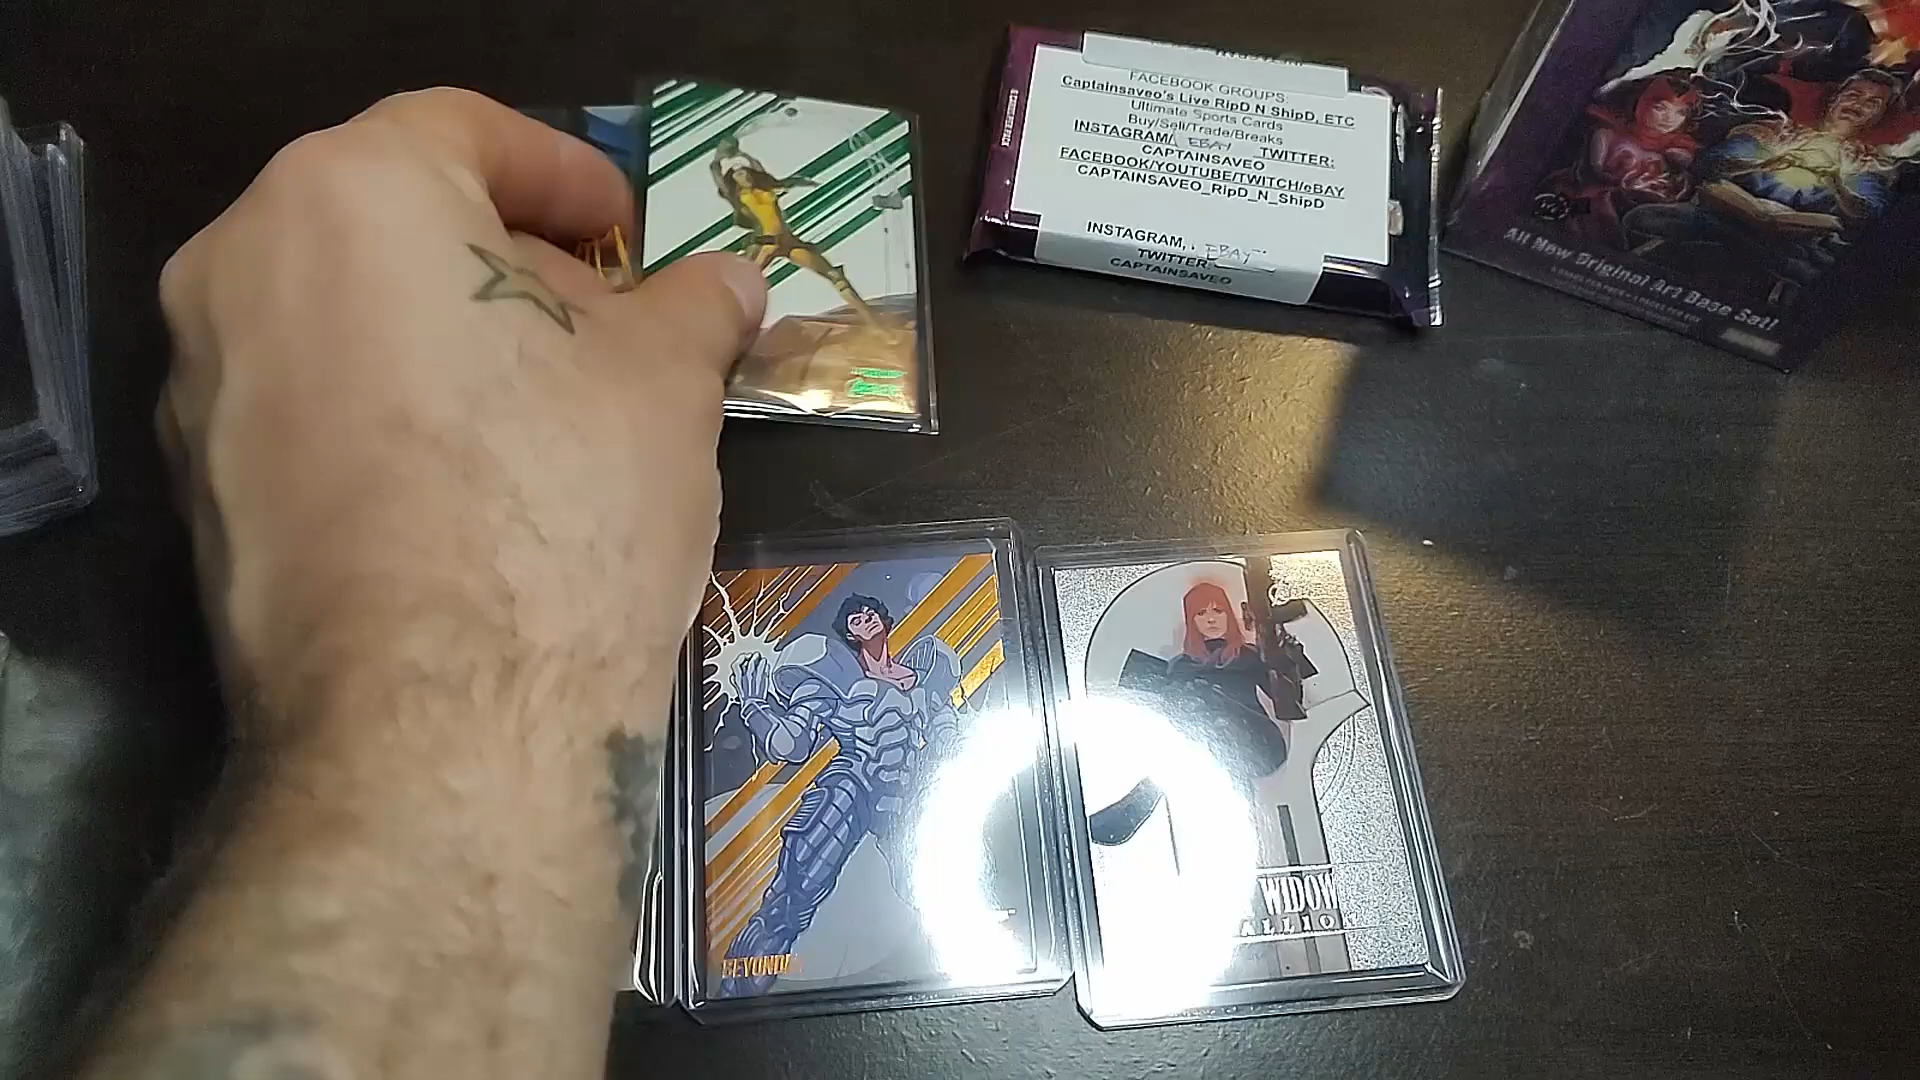 FACEBOOK GROUPS:
Captainsaveo's Live RipD N ShipD, ETC
Ultimate Sports Cards
Buy/Sell/Trade/Breaks
INSTAGRAM/ EBAY TWITTER:
CAPTAINSAVEO
FACEBOOK/YOUTUBE/TWITCH/eBAY
CAPTAINSAVEO_RipD_N_ShipD
INSTAGRAM, EBAY
TWITTER:
CAPTAINSAVEO
All New Original Art Base Set!
BEYOND
WIDOW